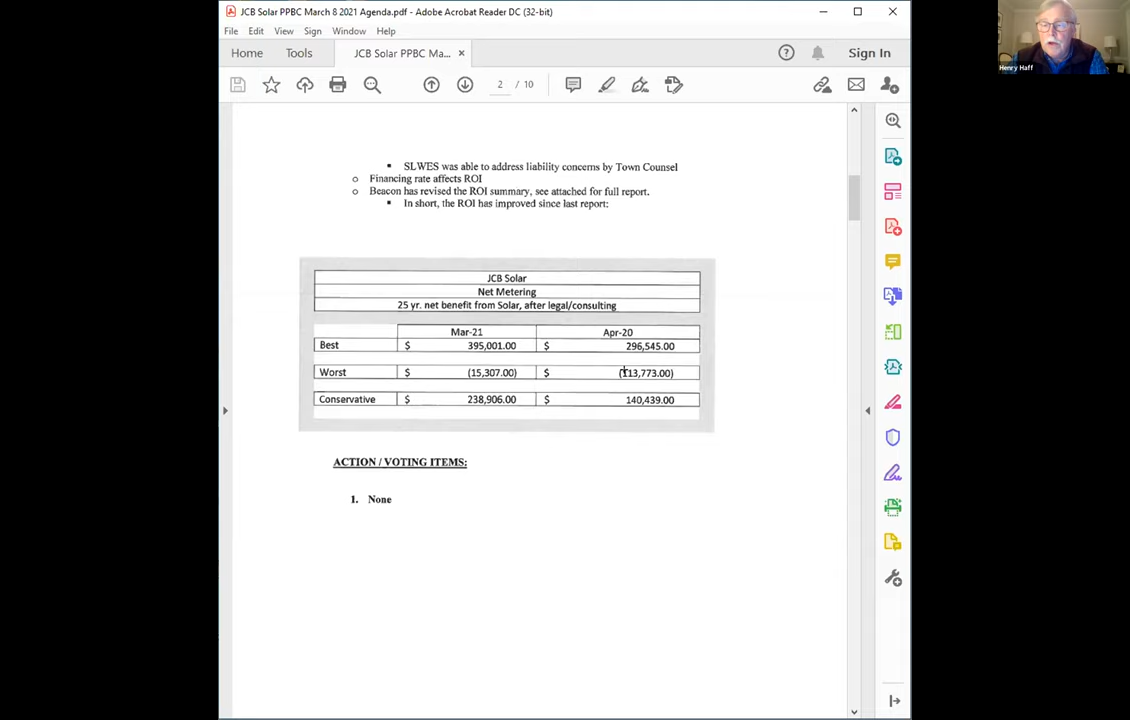 JCB Solar PPBC March 8 2021 Agenda.pdf - Adobe Acrobat Reader DC (32-bit)
File Edit View Sign Window Help
Home Tools JCB Solar PPBC Ma... × Sign In
2 / 10
▪ SLWES was able to address liability concerns by Town Counsel
o Financing rate affects ROI
o Beacon has revised the ROI summary, see attached for full report.
▪ In short, the ROI has improved since last report:
JCB Solar
Net Metering
25 yr. net benefit from Solar, after legal/consulting
Mar-21 Apr-20
Best $ 395,001.00 $ 296,545.00
Worst $ (15,307.00) $ (113,773.00)
Conservative $ 238,906.00 $ 140,439.00
ACTION / VOTING ITEMS:
1. None
Henry Haff